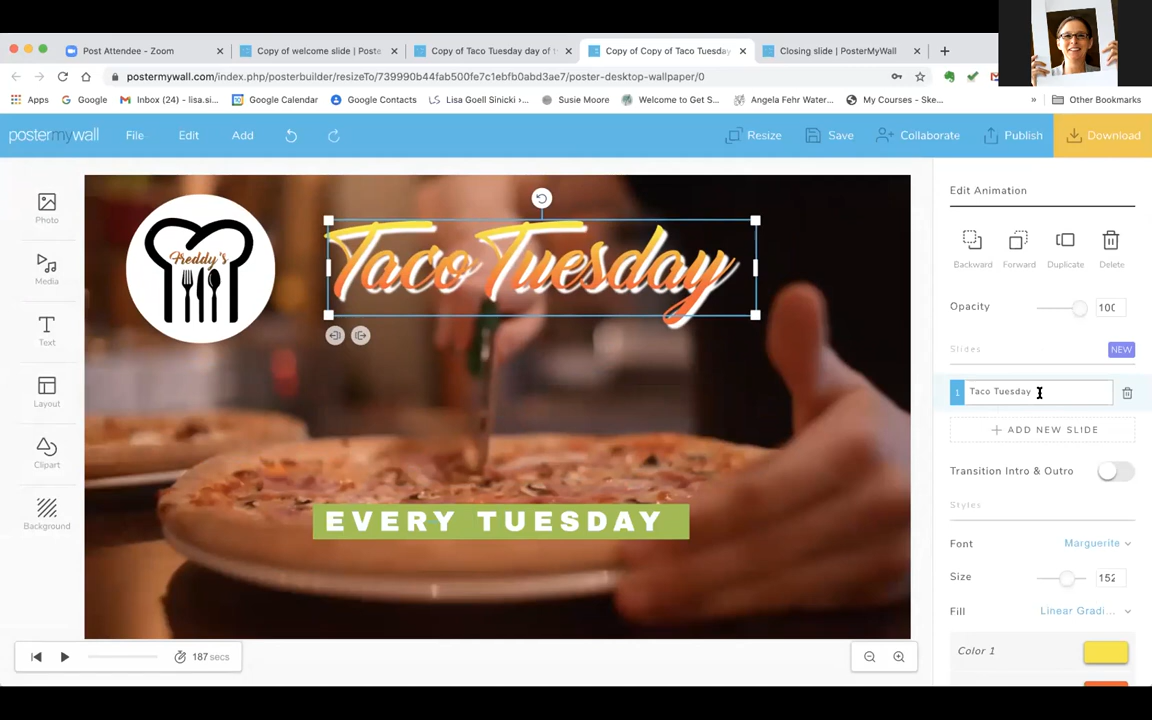 Post Attendee - Zoom
Copy of welcome slide | Poste
Copy of Taco Tuesday day of t
Copy of Copy of Taco Tuesday
Closing slide | PosterMyWall
postermywall.com/index.php/posterbuilder/resizeTo/739990b44fab500fe7c1ebfb0abd3ae7/poster-desktop-wallpaper/0
Apps
Google
Inbox (24) - lisa.si...
Google Calendar
Google Contacts
Lisa Goell Sinicki ›...
Susie Moore
Welcome to Get S...
Angela Fehr Water...
My Courses - Ske...
»
Other Bookmarks
postermywall
File
Edit
Add
Resize
Save
Collaborate
Publish
Download
Photo
Media
Text
Layout
Clipart
Background
Freddy's
Taco Tuesday
EVERY TUESDAY
187 secs
Edit Animation
Backward
Forward
Duplicate
Delete
Opacity
100
Slides
NEW
1
Taco Tuesday
+ ADD NEW SLIDE
Transition Intro & Outro
Styles
Font
Marguerite
Size
152
Fill
Linear Gradi...
Color 1